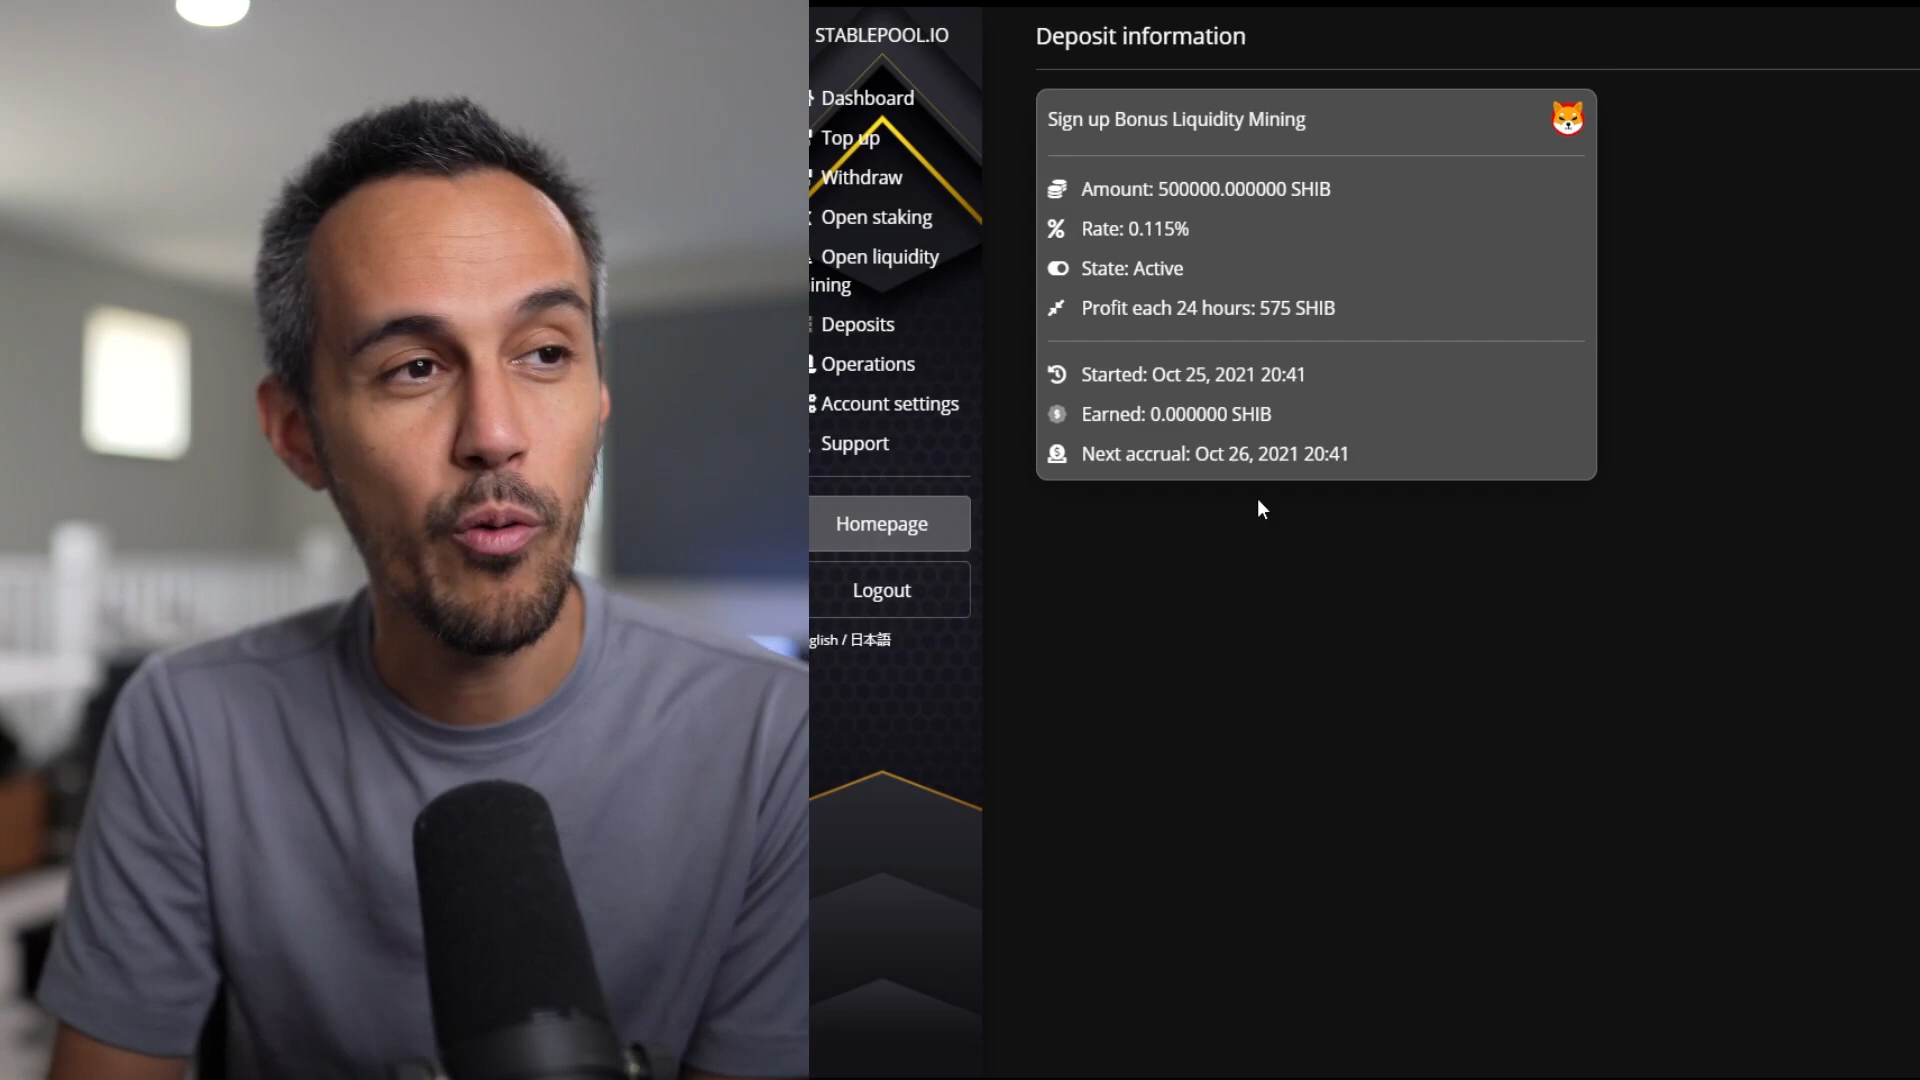 STABLEPOOL.IO
Dashboard
Top up
Withdraw
Open staking
Open liquidity
ining
Deposits
Operations
Account settings
Support
Homepage
Logout
glish / 日本語
Deposit information
Sign up Bonus Liquidity Mining
Amount: 500000.000000 SHIB
Rate: 0.115%
State: Active
Profit each 24 hours: 575 SHIB
Started: Oct 25, 2021 20:41
Earned: 0.000000 SHIB
Next accrual: Oct 26, 2021 20:41